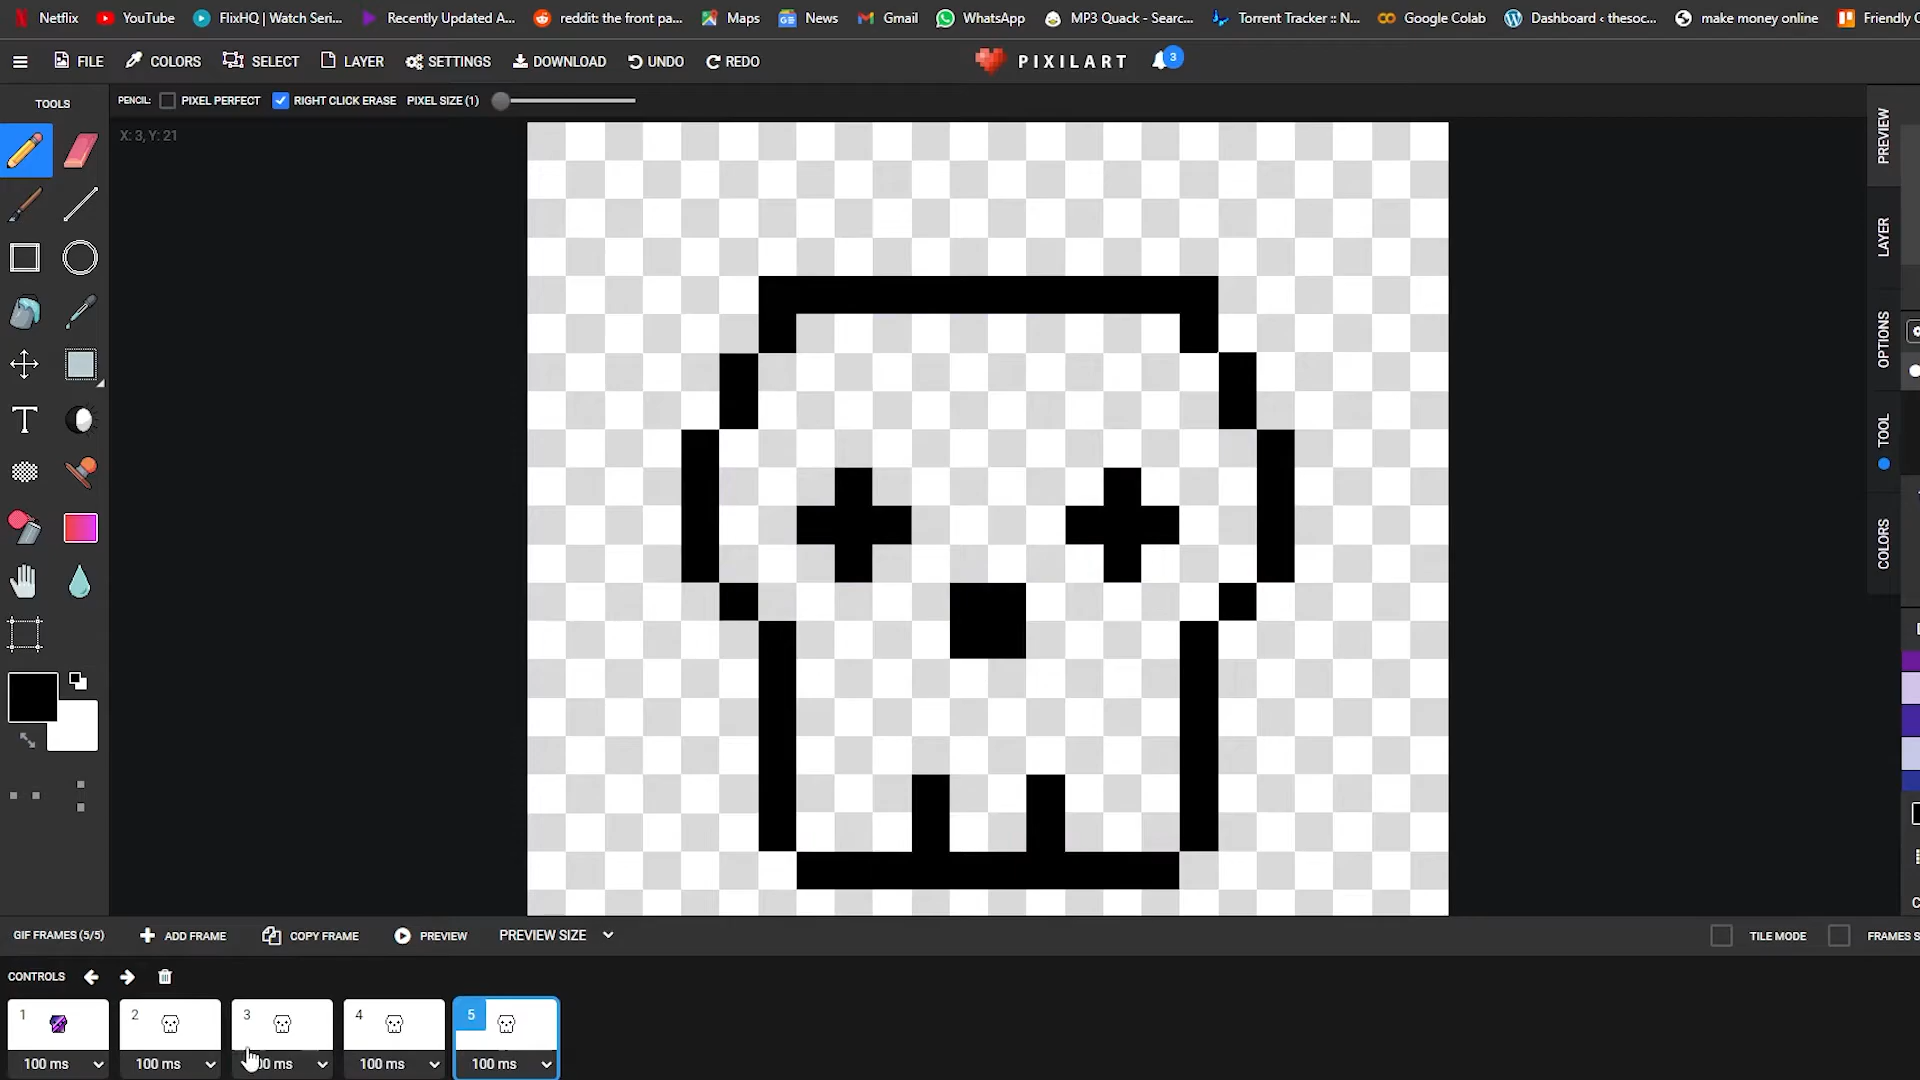 Netflix YouTube FlixHQ | Watch Seri... Recently Updated A... reddit: the front pa... Maps News Gmail WhatsApp MP3 Quack - Searc... Torrent Tracker :: N... Google Colab Dashboard ‹ thesoc... make money online Friendly
FILE COLORS SELECT LAYER SETTINGS DOWNLOAD UNDO REDO PIXILART 3
TOOLS PENCIL: PIXEL PERFECT RIGHT CLICK ERASE PIXEL SIZE (1)
X: 3, Y: 21
PREVIEW
LAYER
OPTIONS
TOOL
COLORS
GIF FRAMES (5/5) ADD FRAME COPY FRAME PREVIEW PREVIEW SIZE TILE MODE FRAMES S
CONTROLS
1 2 3 4 5
100 ms 100 ms 00 ms 100 ms 100 ms